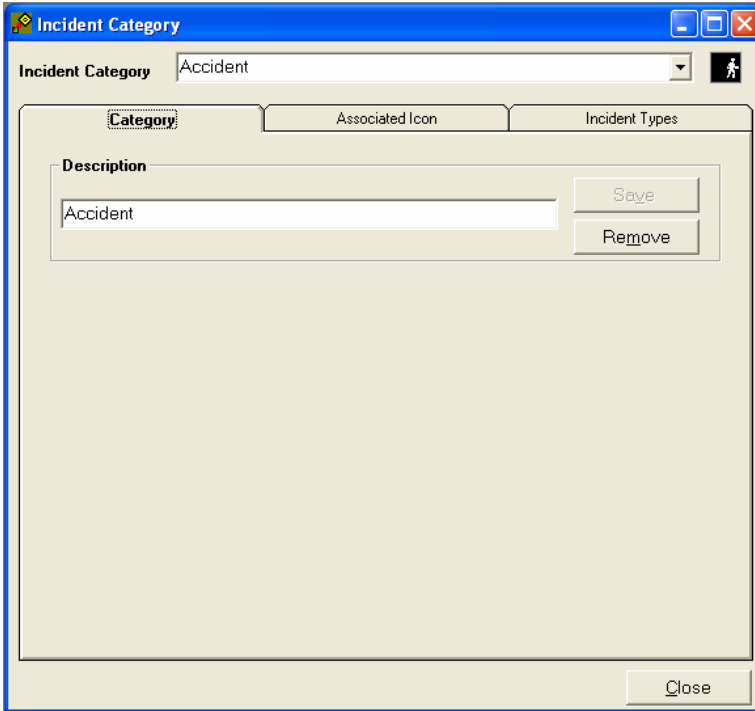 Incident Category
Incident Category Accident
Category Associated Icon Incident Types
Description
Accident
Save
Remove
Close